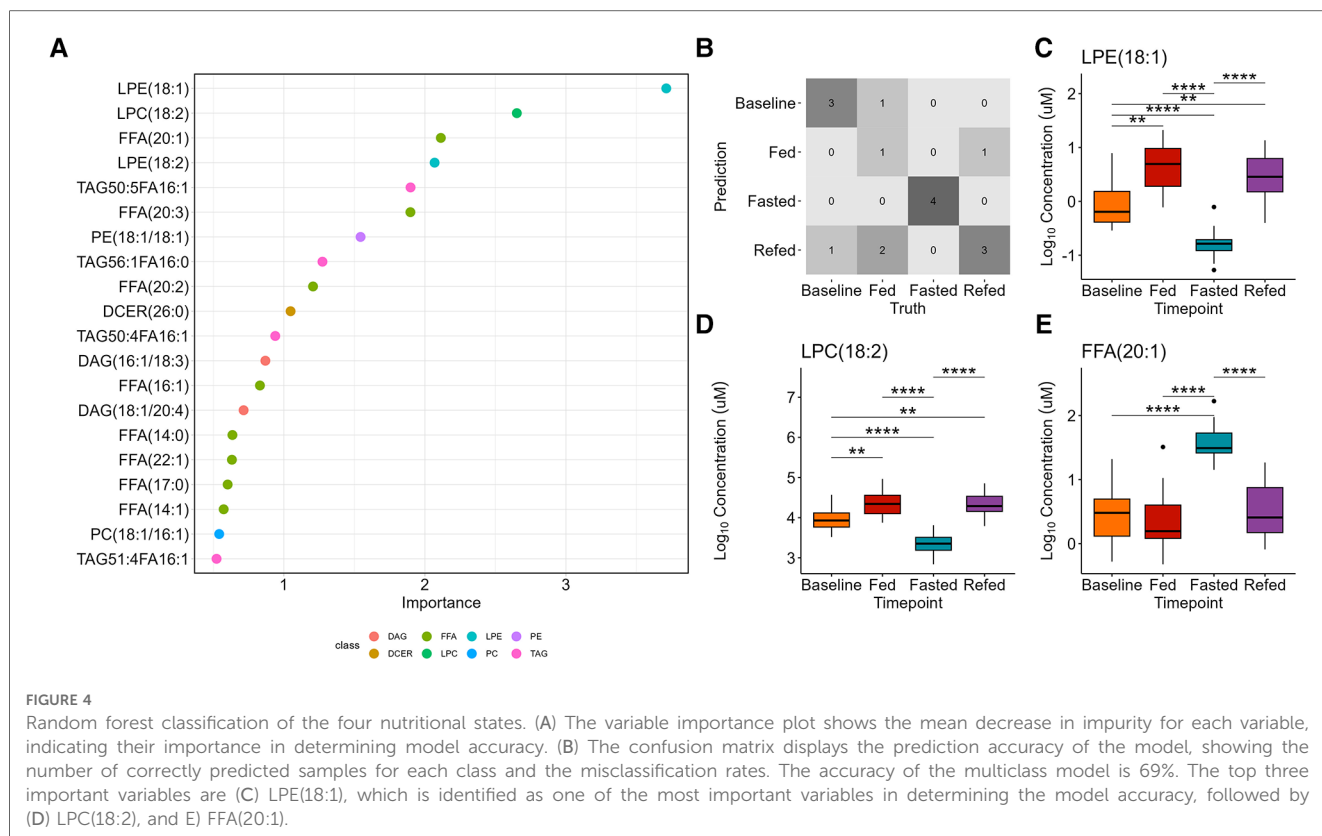 A
LPE(18:1)
LPC(18:2)
FFA(20:1)
LPE(18:2)
TAG50:5FA16:1
FFA(20:3)
PE(18:1/18:1)
TAG56:1FA16:0
FFA(20:2)
DCER(26:0)
TAG50:4FA16:1
DAG(16:1/18:3)
FFA(16:1)
DAG(18:1/20:4)
FFA(14:0)
FFA(22:1)
FFA(17:0)
FFA(14:1)
PC(18:1/16:1)
TAG51:4FA16:1
1 2 3
Importance
class DAG FFA LPE PE
DCER LPC PC TAG
B
Prediction
Baseline 3 1 0 0
Fed 0 1 0 1
Fasted 0 0 4 0
Refed 1 2 0 3
Baseline Fed Fasted Refed
Truth
C
LPE(18:1)
Log₁₀ Concentration (uM)
2
1
0
-1
****
****
**
****
**
Baseline Fed Fasted Refed
Timepoint
D
LPC(18:2)
Log₁₀ Concentration (uM)
7
6
5
4
3
****
****
**
****
**
Baseline Fed Fasted Refed
Timepoint
E
FFA(20:1)
Log₁₀ Concentration (uM)
2
1
0
****
****
****
Baseline Fed Fasted Refed
Timepoint
FIGURE 4
Random forest classification of the four nutritional states. (A) The variable importance plot shows the mean decrease in impurity for each variable,
indicating their importance in determining model accuracy. (B) The confusion matrix displays the prediction accuracy of the model, showing the
number of correctly predicted samples for each class and the misclassification rates. The accuracy of the multiclass model is 69%. The top three
important variables are (C) LPE(18:1), which is identified as one of the most important variables in determining the model accuracy, followed by
(D) LPC(18:2), and E) FFA(20:1).